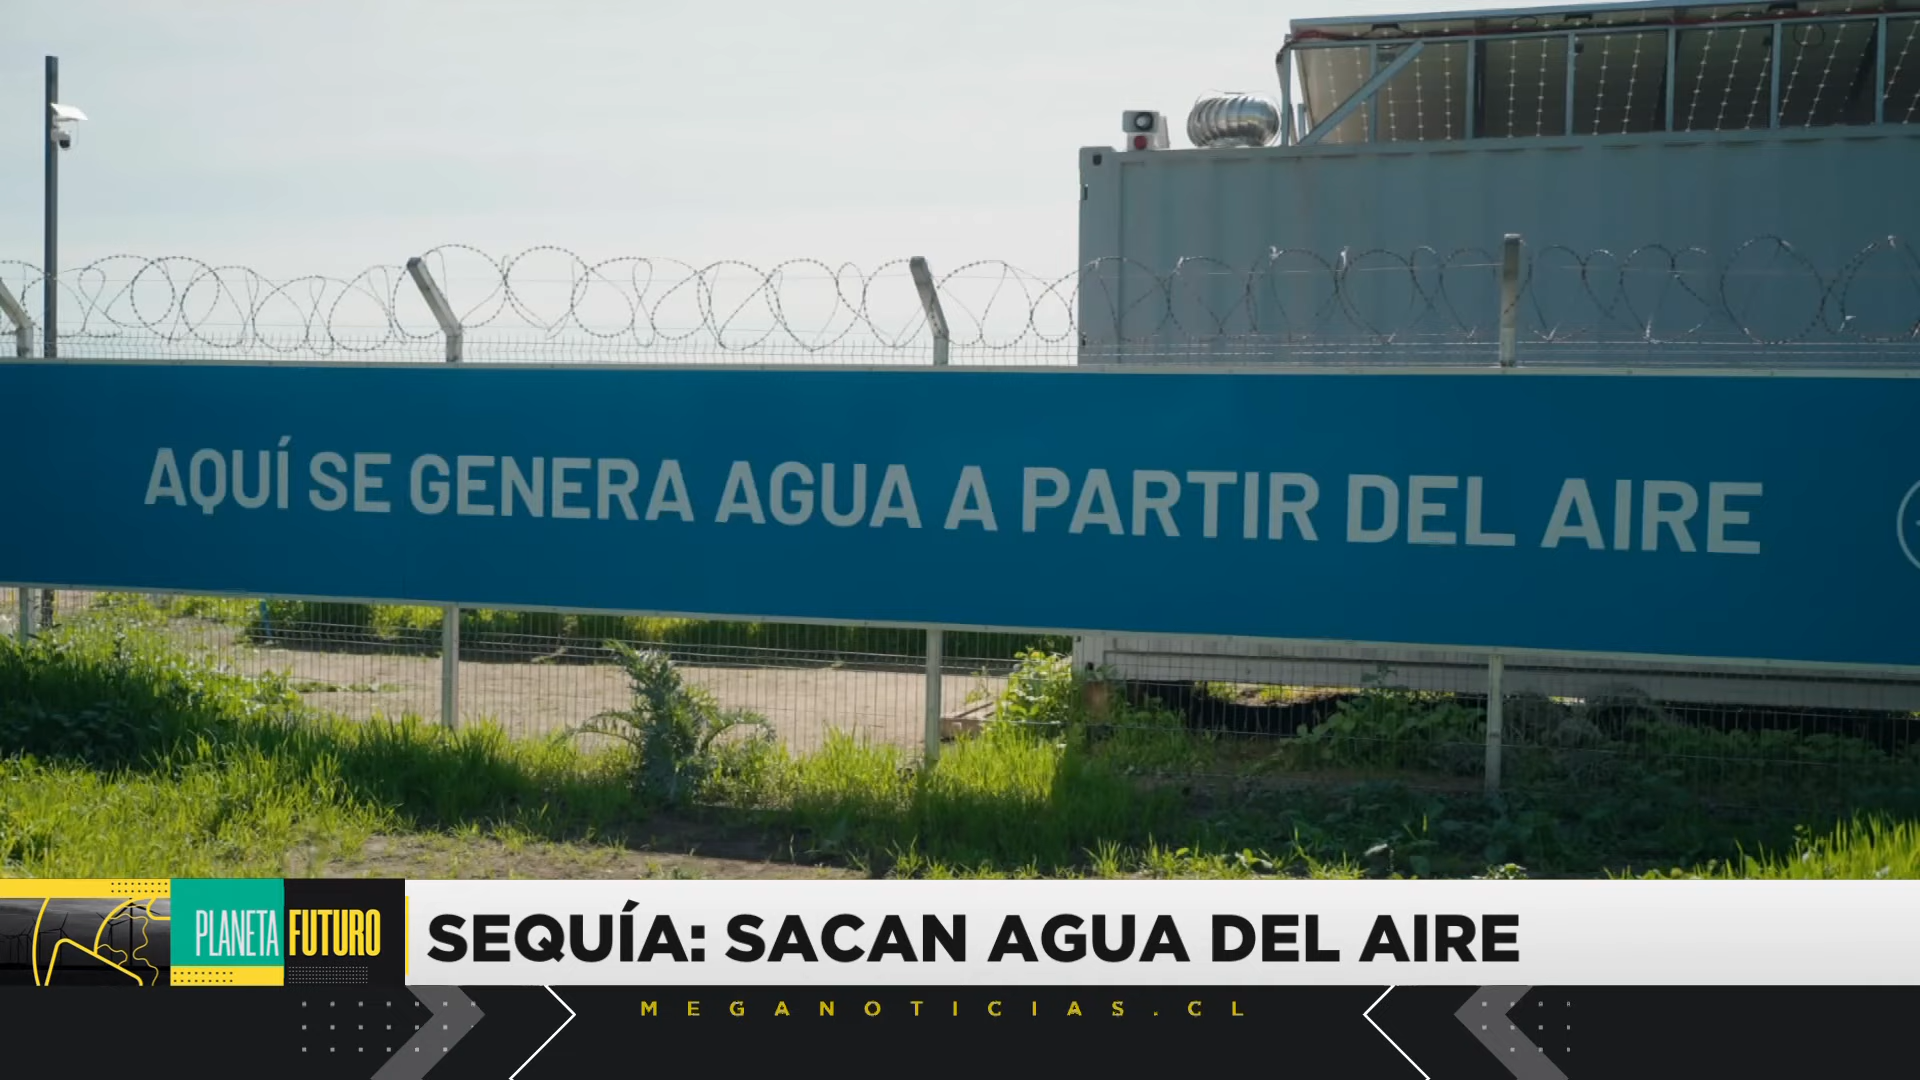 AQUÍ SE GENERA AGUA A PARTIR DEL AIRE
PLANETA FUTURO
SEQUÍA: SACAN AGUA DEL AIRE
MEGANOTICIAS.CL